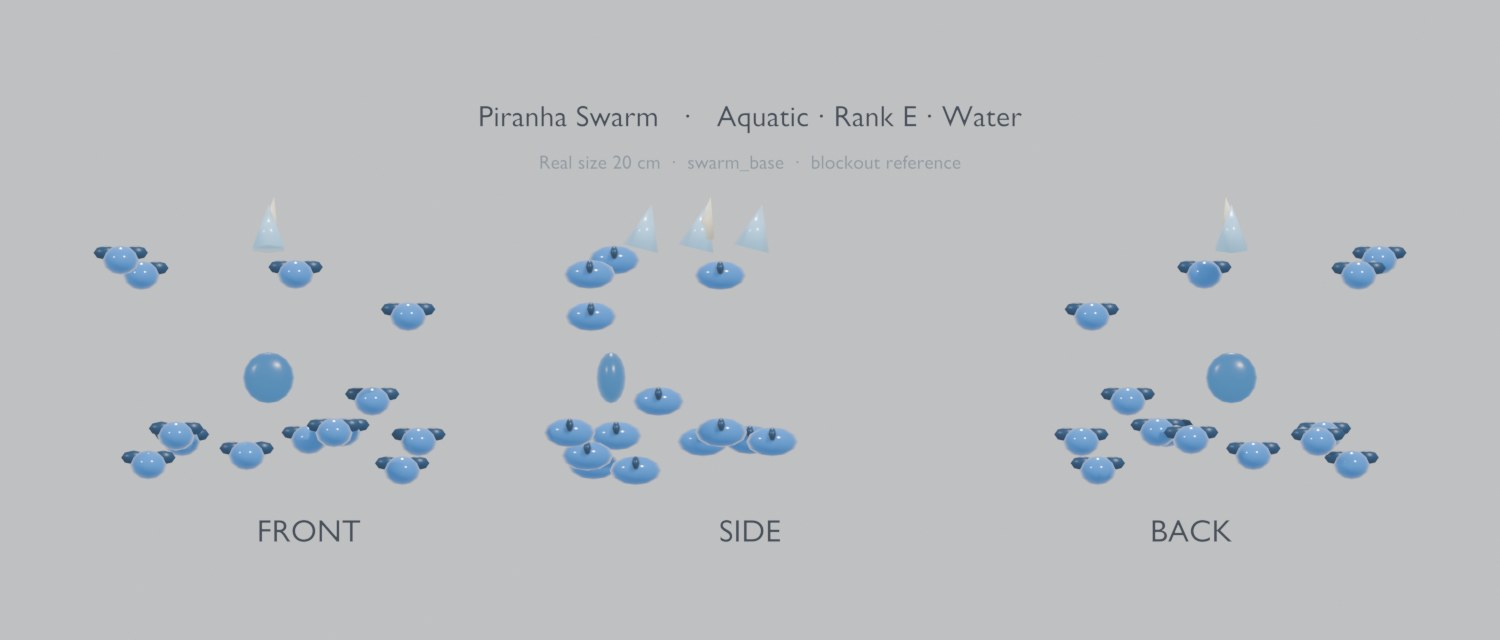 Piranha Swarm · Aquatic · Rank E · Water
Real size 20 cm · swarm_base · blockout reference
FRONT SIDE BACK